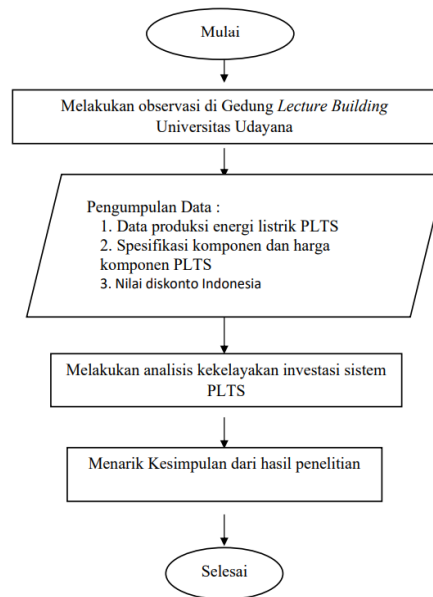 Mulai
Melakukan observasi di Gedung Lecture Building
Universitas Udayana
Pengumpulan Data :
1. Data produksi energi listrik PLTS
2. Spesifikasi komponen dan harga
komponen PLTS
3. Nilai diskonto Indonesia
Melakukan analisis kekelayakan investasi sistem
PLTS
Menarik Kesimpulan dari hasil penelitian
Selesai